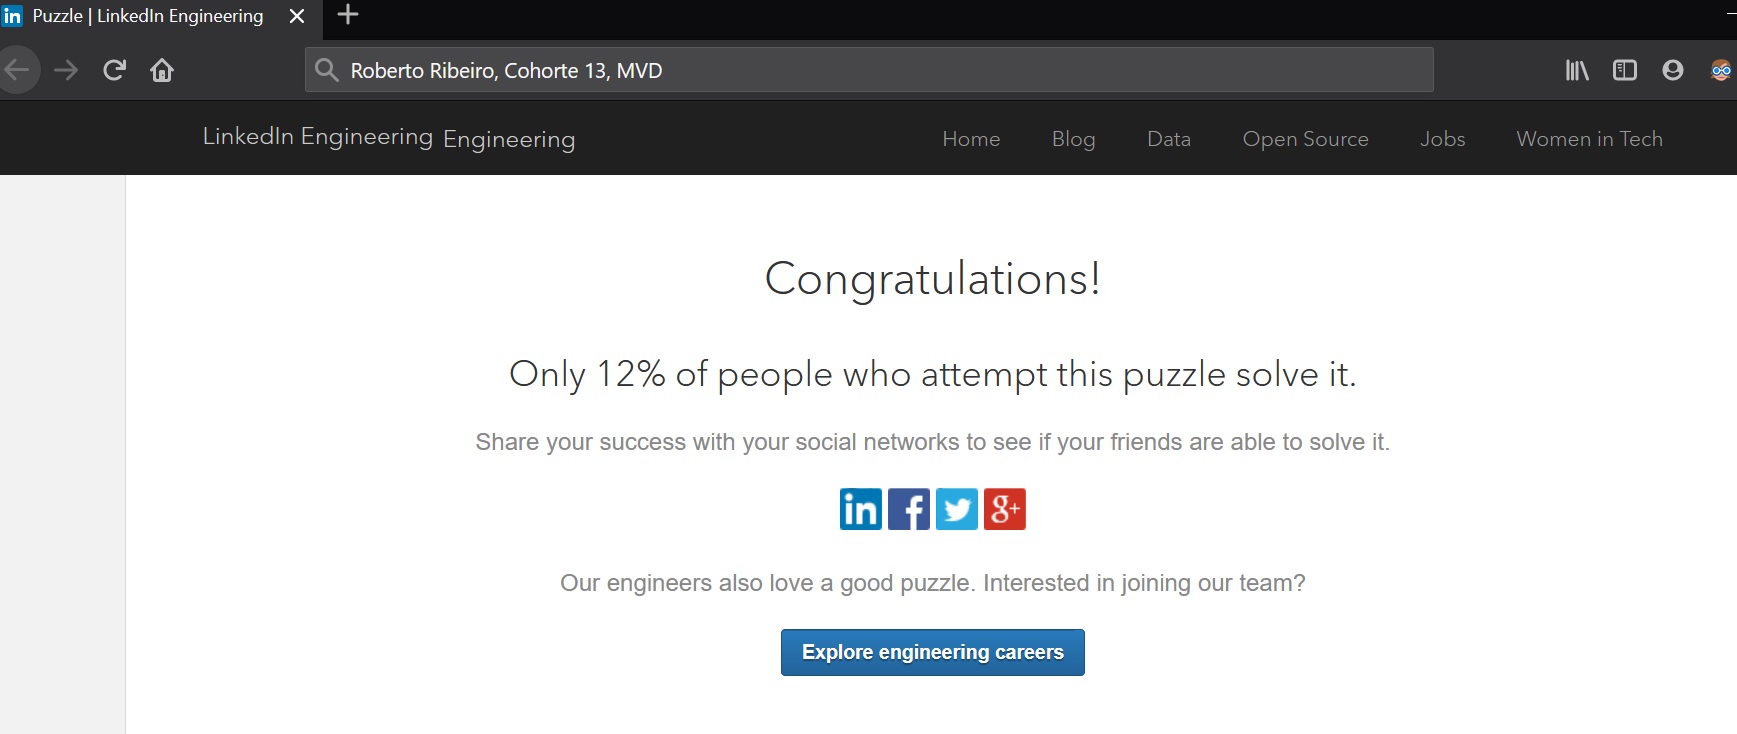 Puzzle | LinkedIn Engineering
Roberto Ribeiro, Cohorte 13, MVD
LinkedIn Engineering Engineering Home Blog Data Open Source Jobs Women in Tech
Congratulations!
Only 12% of people who attempt this puzzle solve it.
Share your success with your social networks to see if your friends are able to solve it.
in f g+
Our engineers also love a good puzzle. Interested in joining our team?
Explore engineering careers